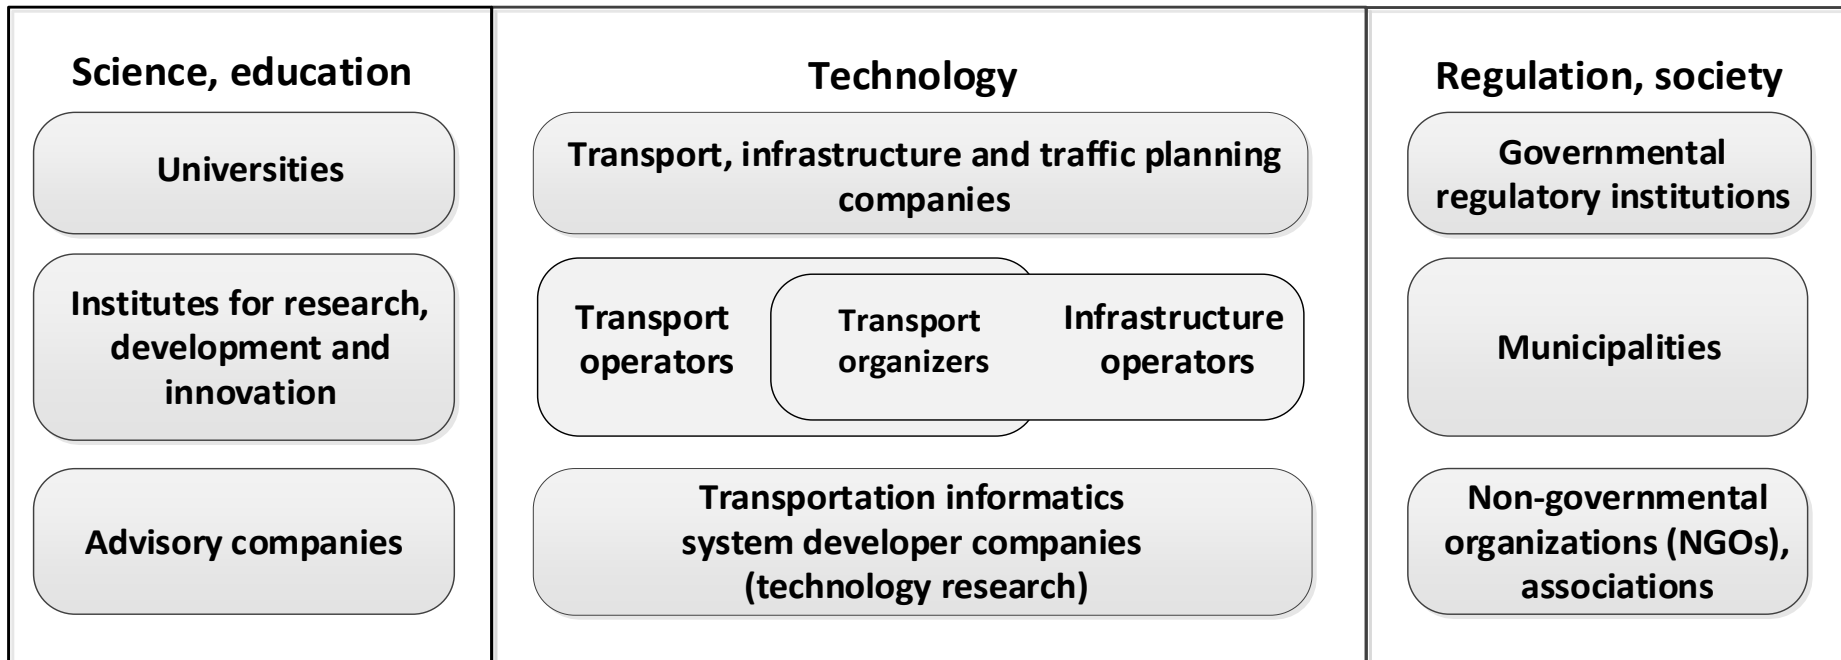 Science, education
Universities
Institutes for research,
development and
innovation
Advisory companies
Technology
Transport, infrastructure and traffic planning
companies
Transport
operators
Transport
organizers
Infrastructure
operators
Transportation informatics
system developer companies
(technology research)
Regulation, society
Governmental
regulatory institutions
Municipalities
Non-governmental
organizations (NGOs),
associations